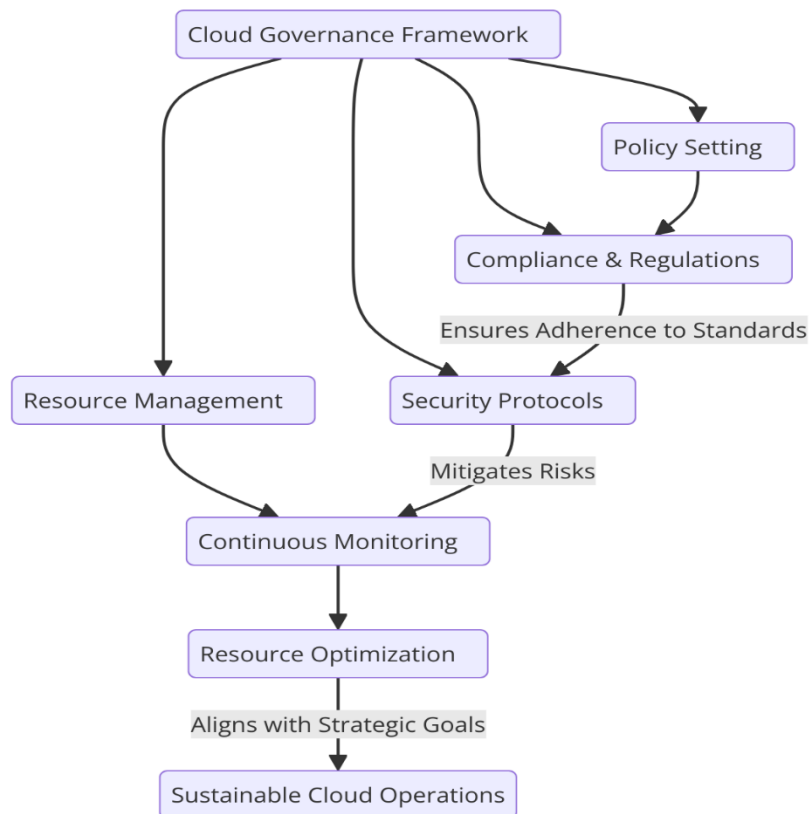 Cloud Governance Framework
Policy Setting
Compliance & Regulations
Ensures Adherence to Standards
Resource Management
Security Protocols
Mitigates Risks
Continuous Monitoring
Resource Optimization
Aligns with Strategic Goals
Sustainable Cloud Operations